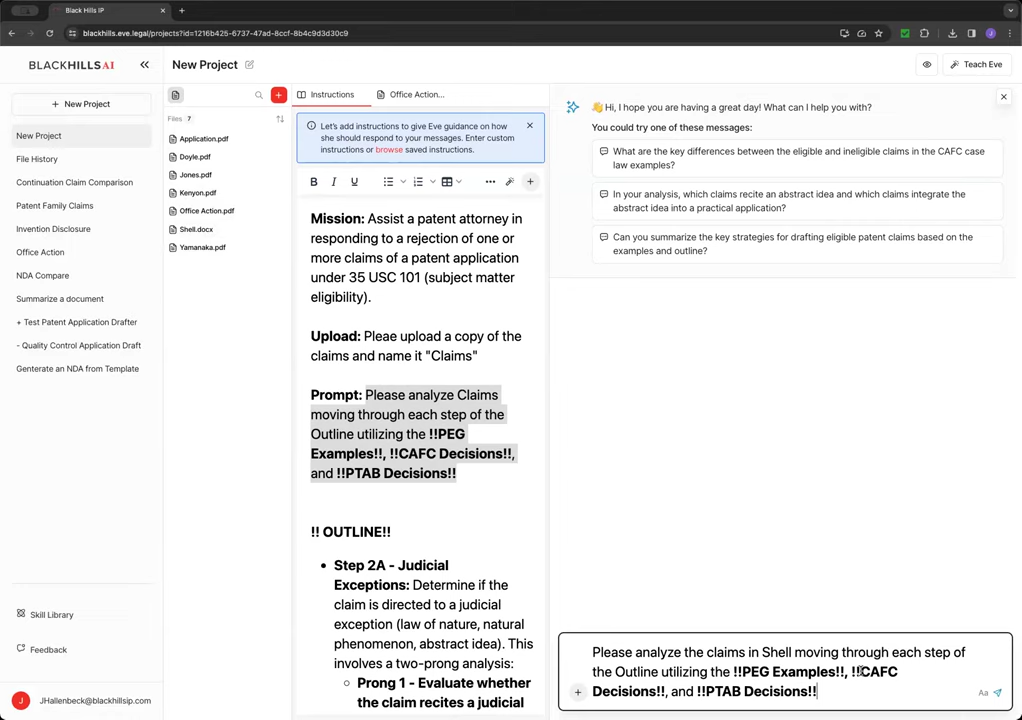 Black Hills IP
blackhills.eve.legal/projects?id=1216b425-6737-47ad-8ccf-8b4c9d3d30c9
J
BLACKHILLSAI
New Project
New Project
File History
Continuation Claim Comparison
Patent Family Claims
Invention Disclosure
Office Action
NDA Compare
Summarize a document
+ Test Patent Application Drafter
- Quality Control Application Draft
Genterate an NDA from Template
Skill Library
Feedback
J
JHallenbeck@blackhillsip.com
New Project
Teach Eve
Files 7
Application.pdf
Doyle.pdf
Jones.pdf
Kenyon.pdf
Office Action.pdf
Shell.docx
Yamanaka.pdf
Instructions
Office Action...
Let's add instructions to give Eve guidance on how
she should respond to your messages. Enter custom
instructions or browse saved instructions.
B I U
Mission: Assist a patent attorney in
responding to a rejection of one or
more claims of a patent application
under 35 USC 101 (subject matter
eligibility).
Upload: Pleae upload a copy of the
claims and name it "Claims"
Prompt: Please analyze Claims
moving through each step of the
Outline utilizing the !!PEG
Examples!!, !!CAFC Decisions!!,
and !!PTAB Decisions!!
!! OUTLINE!!
• Step 2A - Judicial
Exceptions: Determine if the
claim is directed to a judicial
exception (law of nature, natural
phenomenon, abstract idea). This
involves a two-prong analysis:
Prong 1 - Evaluate whether
the claim recites a judicial
👋 Hi, I hope you are having a great day! What can I help you with?
You could try one of these messages:
What are the key differences between the eligible and ineligible claims in the CAFC case
law examples?
In your analysis, which claims recite an abstract idea and which claims integrate the
abstract idea into a practical application?
Can you summarize the key strategies for drafting eligible patent claims based on the
examples and outline?
Please analyze the claims in Shell moving through each step of
the Outline utilizing the !!PEG Examples!!, !!CAFC
Decisions!!, and !!PTAB Decisions!!
Aa